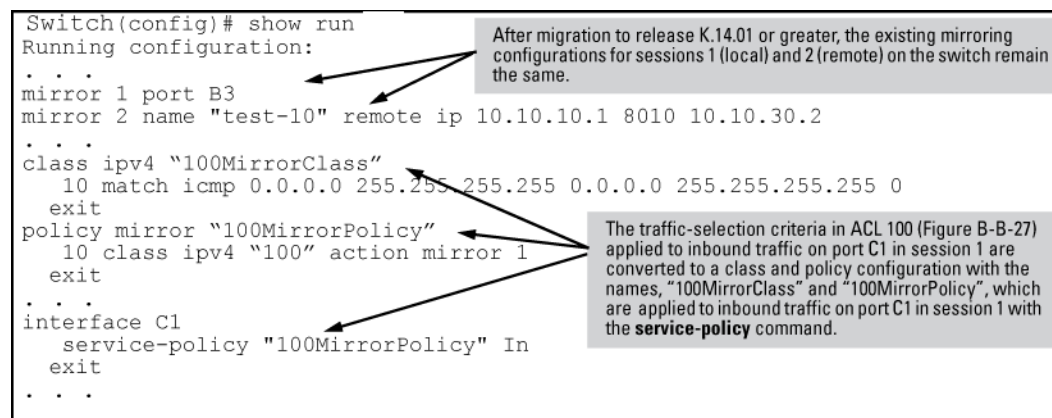 Switch(config)# show run
Running configuration:
. . .
mirror 1 port B3
mirror 2 name "test-10" remote ip 10.10.10.1 8010 10.10.30.2
. . .
class ipv4 “100MirrorClass”
10 match icmp 0.0.0.0 255.255.255.255 0.0.0.0 255.255.255.255 0
exit
policy mirror “100MirrorPolicy”
10 class ipv4 “100” action mirror 1
exit
. . .
interface C1
service-policy "100MirrorPolicy" In
exit
. . .
After migration to release K.14.01 or greater, the existing mirroring
configurations for sessions 1 (local) and 2 (remote) on the switch remain
the same.
The traffic-selection criteria in ACL 100 (Figure B-B-27)
applied to inbound traffic on port C1 in session 1 are
converted to a class and policy configuration with the
names, “100MirrorClass” and “100MirrorPolicy”, which
are applied to inbound traffic on port C1 in session 1 with
the service-policy command.